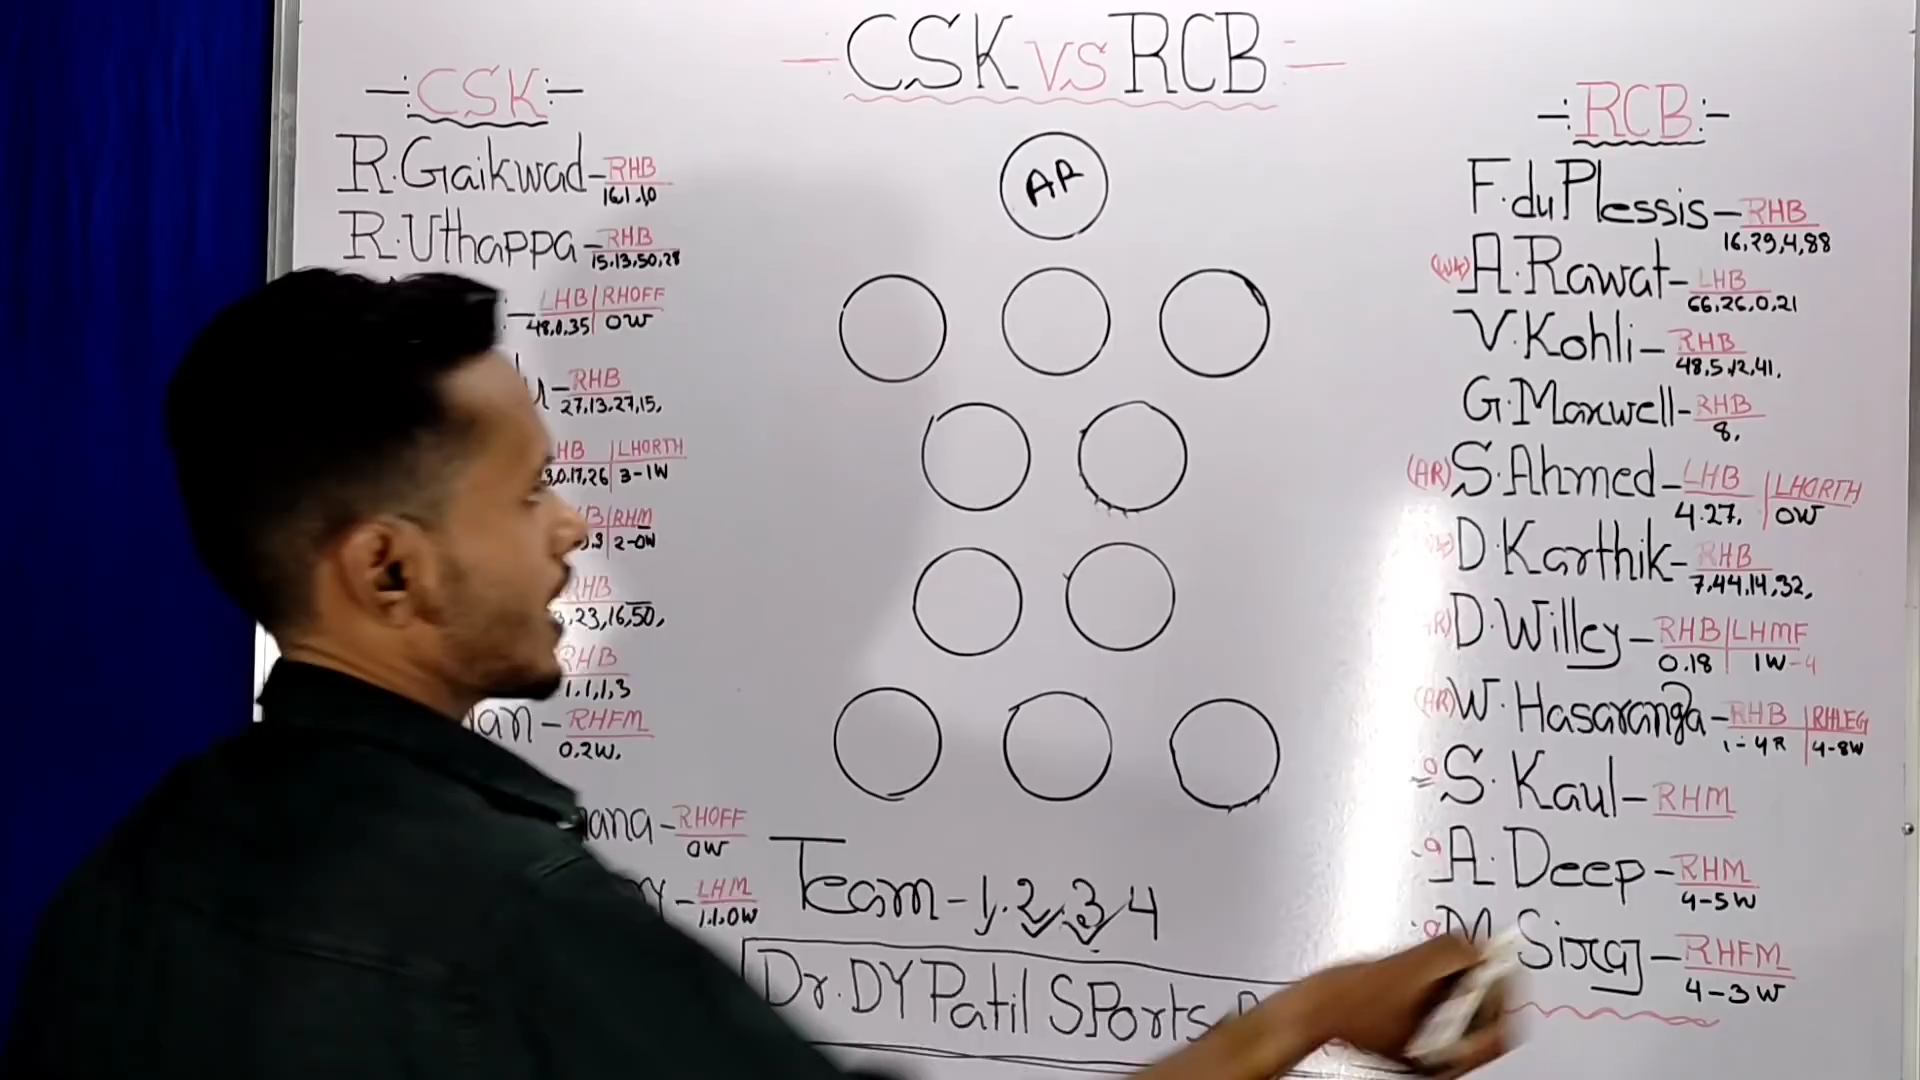 CSK VS RCB
CSK
R.Gaikwad-RHB
16,1,10
R.Uthappa-RHB
15,13,50,28
LHB|RHOFF
48,0,35 0W
-RHB
27,13,27,15,
HB |LHORTH
3,0,17,26 3-1W
B|RHM
2-0W
RHB
,23,16,50,
RHB
1,1,1,3
an-RHFM
0.2W.
ana-RHOFF
0W
-LHM
1.1.0W
AR
Team-1.2.3.4
Dr.DY Patil SPorts
RCB
F.du Plessis-RHB
16,29,4,88
(WK) A.Rawat-LHB
66,26,0,21
V.Kohli-RHB
48,5,12,41,
G.Maxwell-RHB
8.
(AR) S.Ahmed-LHB|LHORTH
4.27. 0W
D.Karthik-RHB
7,44,14,32,
R) D.Willey-RHB|LHMF
0.18 1W-4
(AR) W.Hasaranga-RHB|RHLEG
1-4R 4-8W
S.Kaul-RHM
A.Deep-RHM
4-5W
M.Siraj-RHFM
4-3W